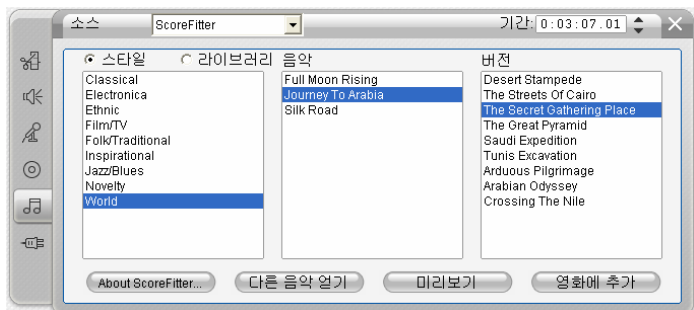 소스 ScoreFitter 기간: 0:03:07.01
스타일 라이브러리 음악 버전
Classical
Electronica
Ethnic
Film/TV
Folk/Traditional
Inspirational
Jazz/Blues
Novelty
World
Full Moon Rising
Journey To Arabia
Silk Road
Desert Stampede
The Streets Of Cairo
The Secret Gathering Place
The Great Pyramid
Saudi Expedition
Tunis Excavation
Arduous Pilgrimage
Arabian Odyssey
Crossing The Nile
About ScoreFitter... 다른 음악 얻기 미리보기 영화에 추가